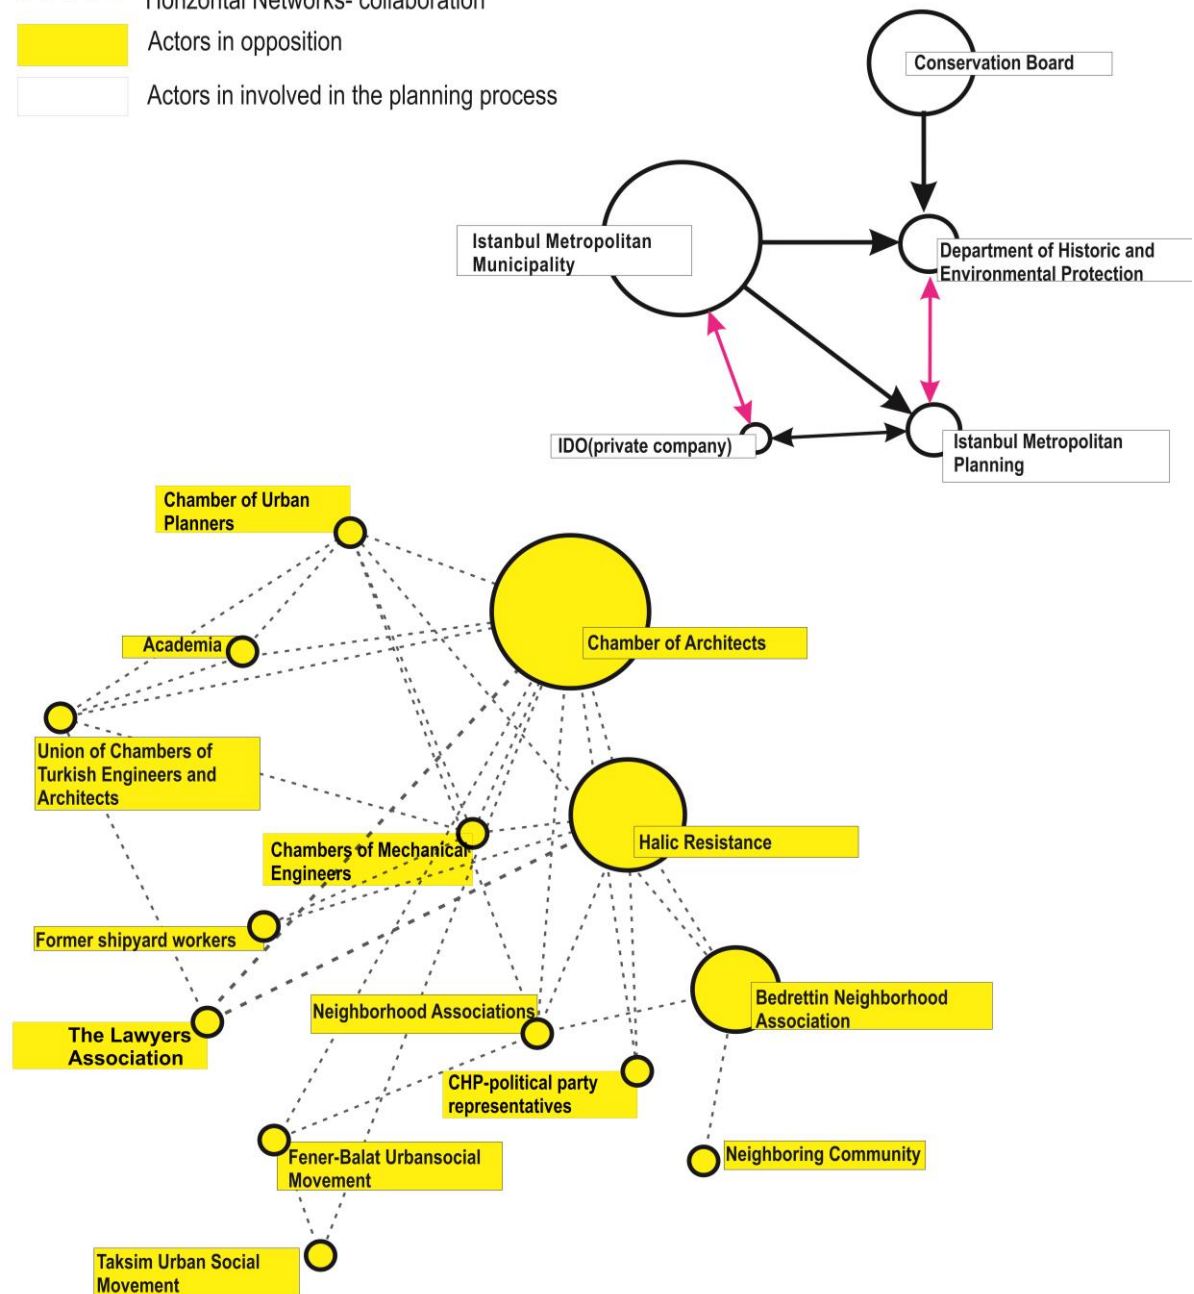 Horizontal Networks- collaboration
Actors in opposition
Actors in involved in the planning process
Conservation Board
Istanbul Metropolitan
Municipality
Department of Historic and
Environmental Protection
IDO(private company)
Istanbul Metropolitan
Planning
Chamber of Urban
Planners
Academia
Chamber of Architects
Union of Chambers of
Turkish Engineers and
Architects
Chambers of Mechanical
Engineers
Halic Resistance
Former shipyard workers
The Lawyers
Association
Neighborhood Associations
Bedrettin Neighborhood
Association
CHP-political party
representatives
Fener-Balat Urbansocial
Movement
Neighboring Community
Taksim Urban Social
Movement